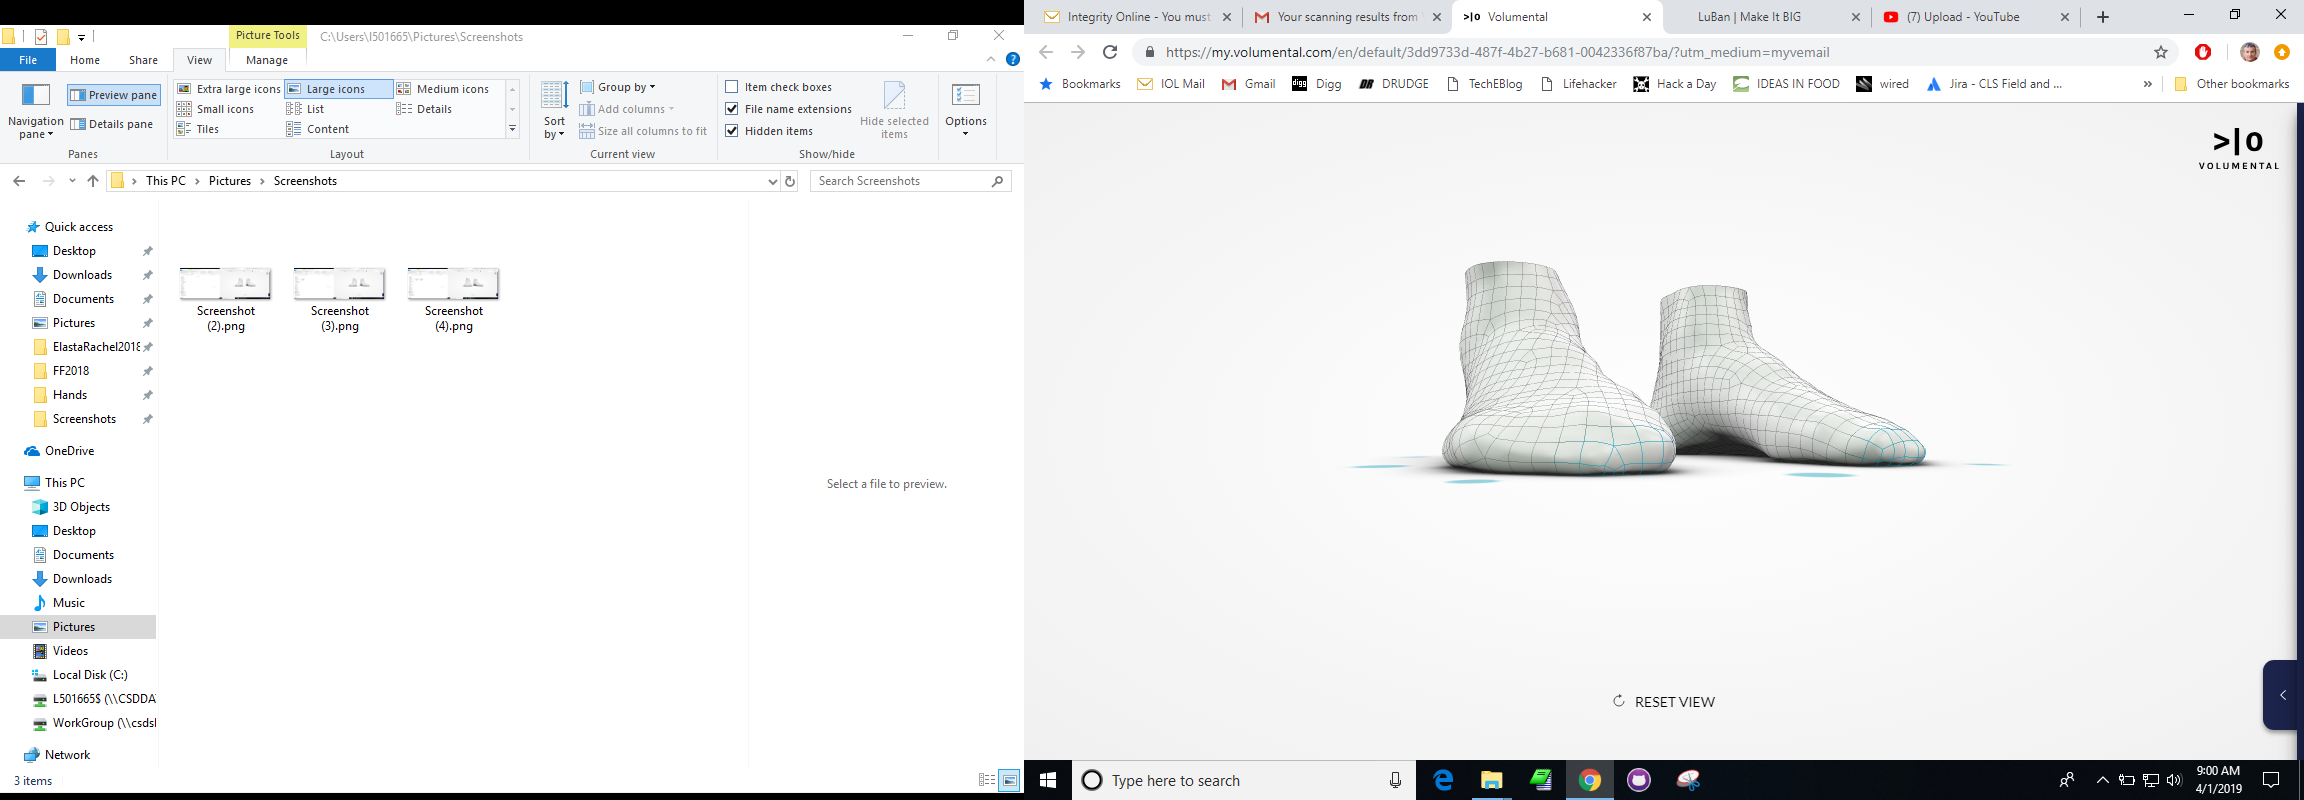 Picture Tools
C:\Users\I501665\Pictures\Screenshots
File Home Share View Manage
Navigation pane
Preview pane
Details pane
Panes
Extra large icons Large icons Medium icons
Small icons List Details
Tiles Content
Layout
Sort by
Group by
Add columns
Size all columns to fit
Current view
Item check boxes
File name extensions
Hidden items
Hide selected items
Show/hide
Options
This PC Pictures Screenshots
Search Screenshots
Quick access
Desktop
Downloads
Documents
Pictures
ElastaRachel2018
FF2018
Hands
Screenshots
OneDrive
This PC
3D Objects
Desktop
Documents
Downloads
Music
Pictures
Videos
Local Disk (C:)
L501665$ (\\CSDDA
WorkGroup (\\csdsl
Network
3 items
Screenshot (2).png
Screenshot (3).png
Screenshot (4).png
Select a file to preview.
Integrity Online - You must
Your scanning results from
>|o Volumental
LuBan | Make It BIG
(7) Upload - YouTube
https://my.volumental.com/en/default/3dd9733d-487f-4b27-b681-0042336f87ba/?utm_medium=myvemail
Bookmarks IOL Mail Gmail digg Digg DR DRUDGE TechEBlog Lifehacker Hack a Day IDEAS IN FOOD wired Jira - CLS Field and ... » Other bookmarks
>|o
VOLUMENTAL
RESET VIEW
Type here to search
9:00 AM
4/1/2019